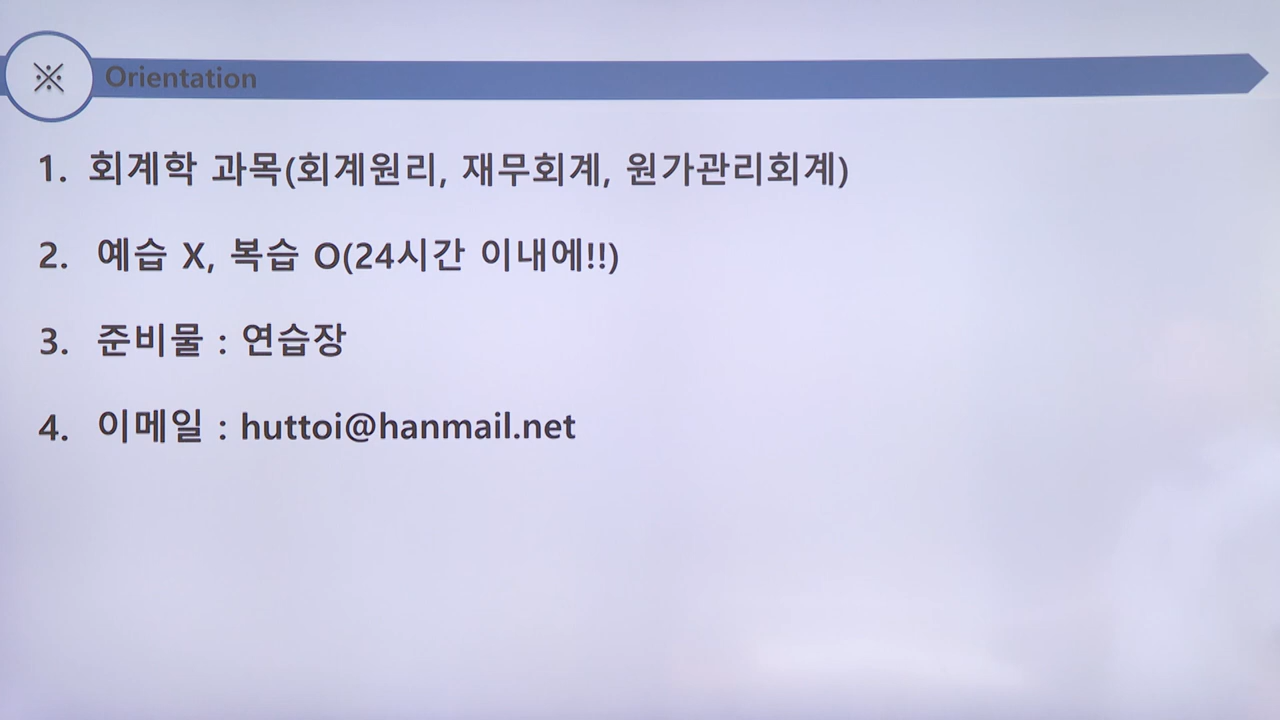 ※ Orientation
1. 회계학 과목(회계원리, 재무회계, 원가관리회계)
2. 예습 X, 복습 O(24시간 이내에!!)
3. 준비물 : 연습장
4. 이메일 : huttoi@hanmail.net